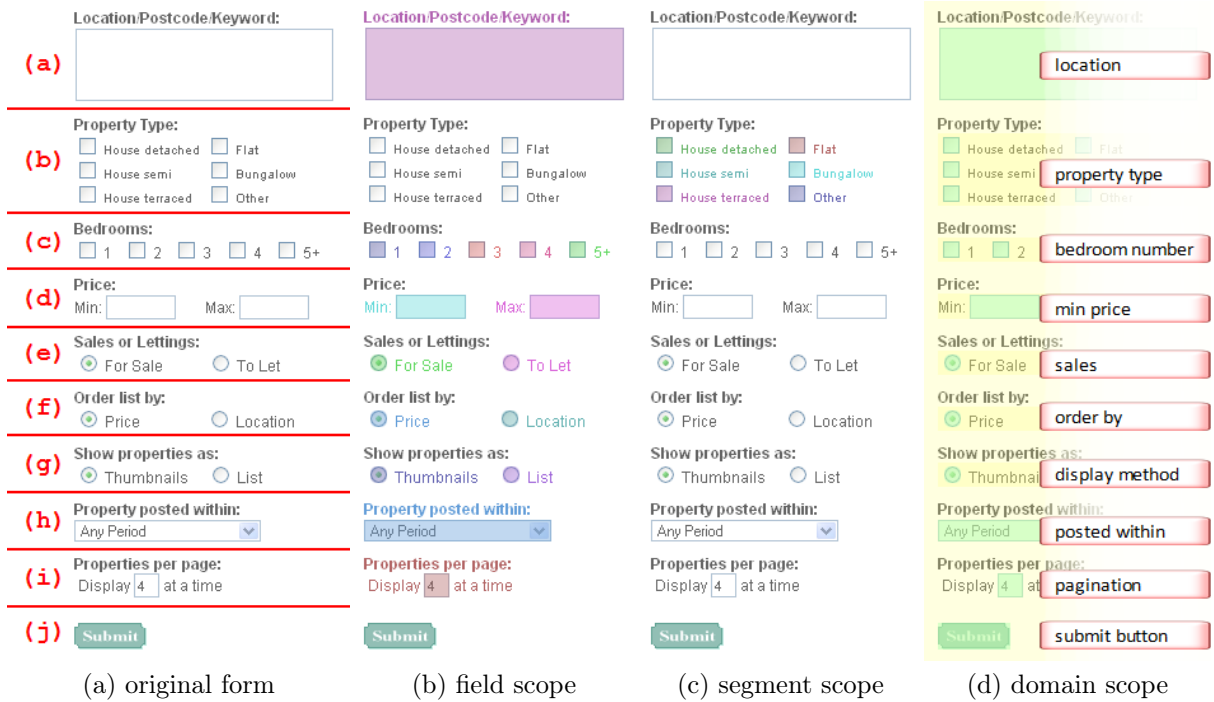 Location/Postcode/Keyword:
(a)
Property Type:
(b)
House detached Flat
House semi Bungalow
House terraced Other
Bedrooms:
(c)
1 2 3 4 5+
Price:
(d)
Min: Max:
Sales or Lettings:
(e)
For Sale To Let
Order list by:
(f)
Price Location
Show properties as:
(g)
Thumbnails List
Property posted within:
(h)
Any Period
Properties per page:
(i)
Display 4 at a time
(j)
Submit
(a) original form
Location/Postcode/Keyword:
Property Type:
House detached Flat
House semi Bungalow
House terraced Other
Bedrooms:
1 2 3 4 5+
Price:
Min: Max:
Sales or Lettings:
For Sale To Let
Order list by:
Price Location
Show properties as:
Thumbnails List
Property posted within:
Any Period
Properties per page:
Display 4 at a time
Submit
(b) field scope
Location/Postcode/Keyword:
Property Type:
House detached Flat
House semi Bungalow
House terraced Other
Bedrooms:
1 2 3 4 5+
Price:
Min: Max:
Sales or Lettings:
For Sale To Let
Order list by:
Price Location
Show properties as:
Thumbnails List
Property posted within:
Any Period
Properties per page:
Display 4 at a time
Submit
(c) segment scope
Location/Postcode/Keyword:
location
Property Type:
House detached Flat
House semi
property type
House terraced Other
Bedrooms:
1 2
bedroom number
Price:
Min:
min price
Sales or Lettings:
For Sale
sales
Order list by:
Price
order by
Show properties as:
display method
Property posted within:
Any Period
posted within
Properties per page:
Display 4
pagination
Submit
submit button
(d) domain scope